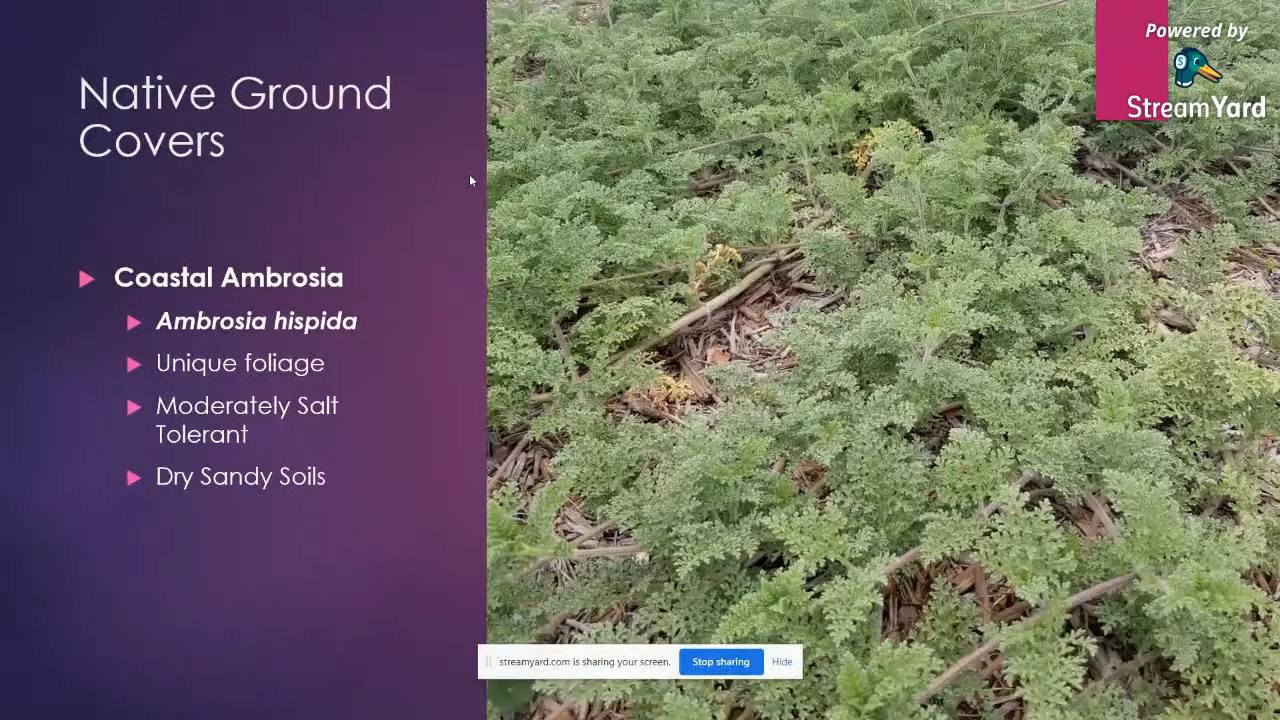 Native Ground
Covers
Coastal Ambrosia
Ambrosia hispida
Unique foliage
Moderately Salt
Tolerant
Dry Sandy Soils
Powered by
StreamYard
streamyard.com is sharing your screen. Stop sharing Hide